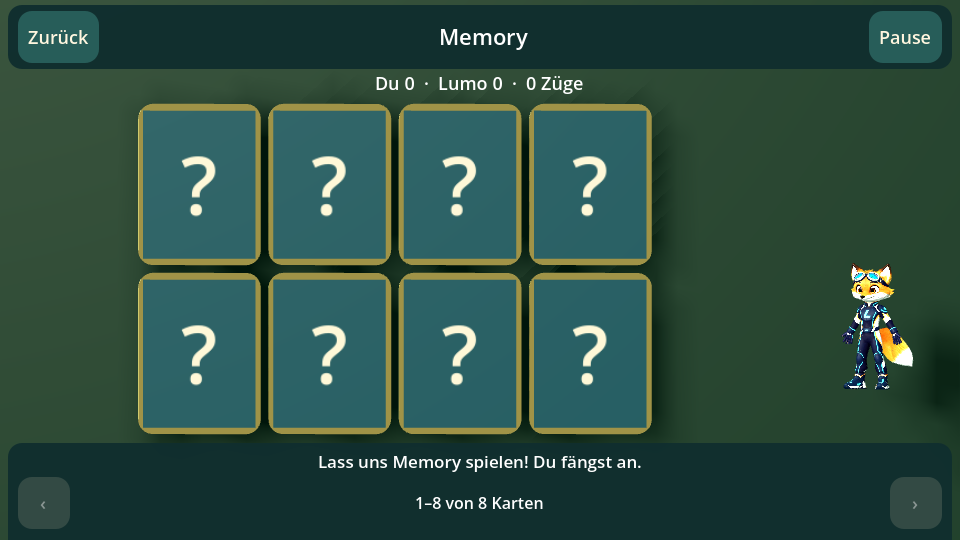 Zurück
Memory
Pause
Du 0 · Lumo 0 · 0 Züge
? ? ? ?
? ? ? ?
Lass uns Memory spielen! Du fängst an.
‹
1–8 von 8 Karten
›